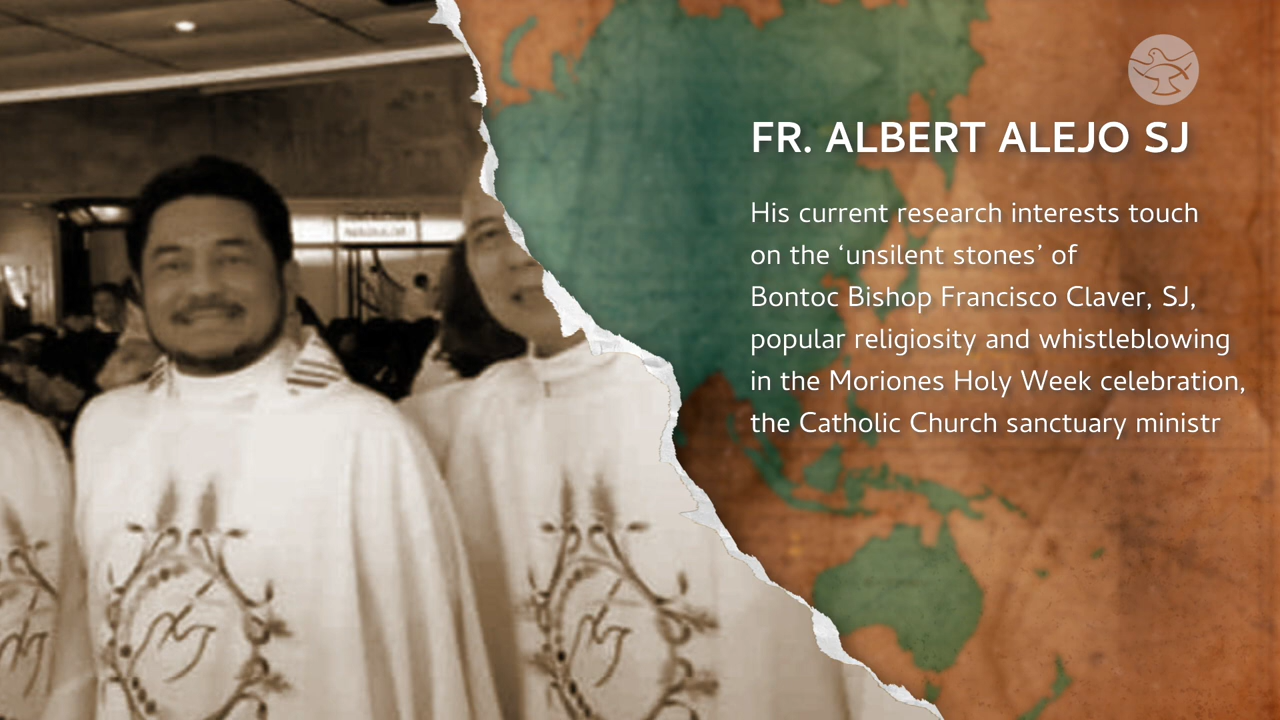 FR. ALBERT ALEJO SJ
His current research interests touch
on the ‘unsilent stones’ of
Bontoc Bishop Francisco Claver, SJ,
popular religiosity and whistleblowing
in the Moriones Holy Week celebration,
the Catholic Church sanctuary ministr